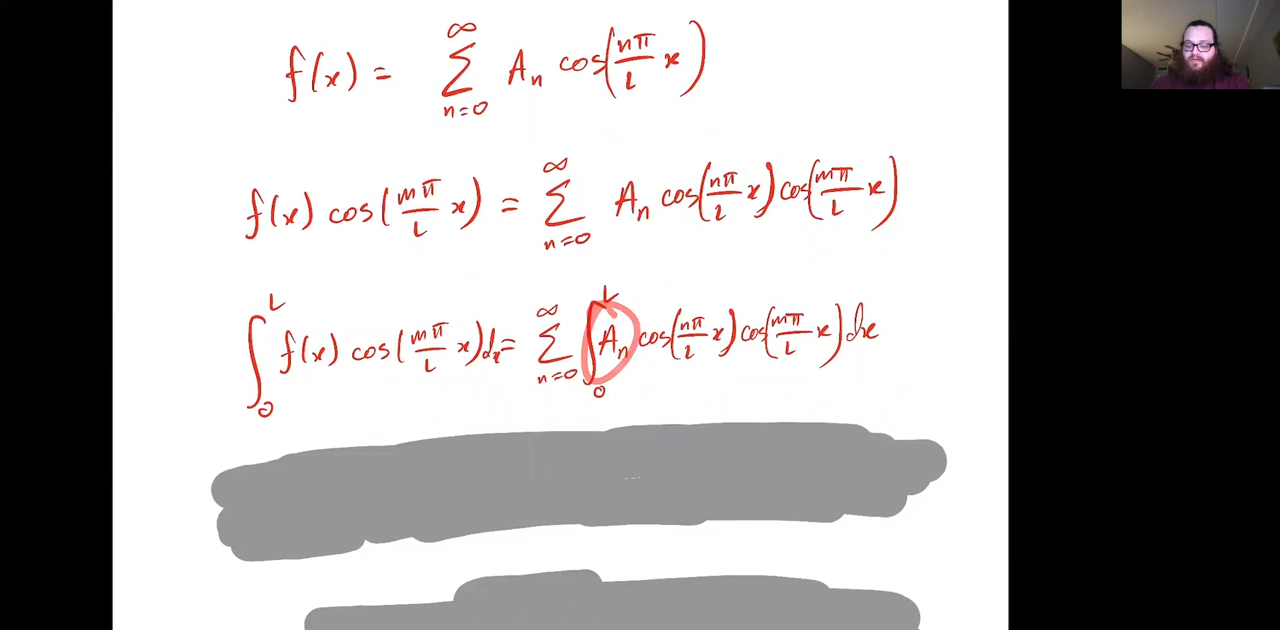 f(x) = ∑_{n=0}^{∞} A_n cos(nπ/L x)
f(x) cos(mπ/L x) = ∑_{n=0}^{∞} A_n cos(nπ/L x) cos(mπ/L x)
∫_0^L f(x) cos(mπ/L x) dx = ∑_{n=0}^{∞} ∫_0^L A_n cos(nπ/L x) cos(mπ/L x) dx